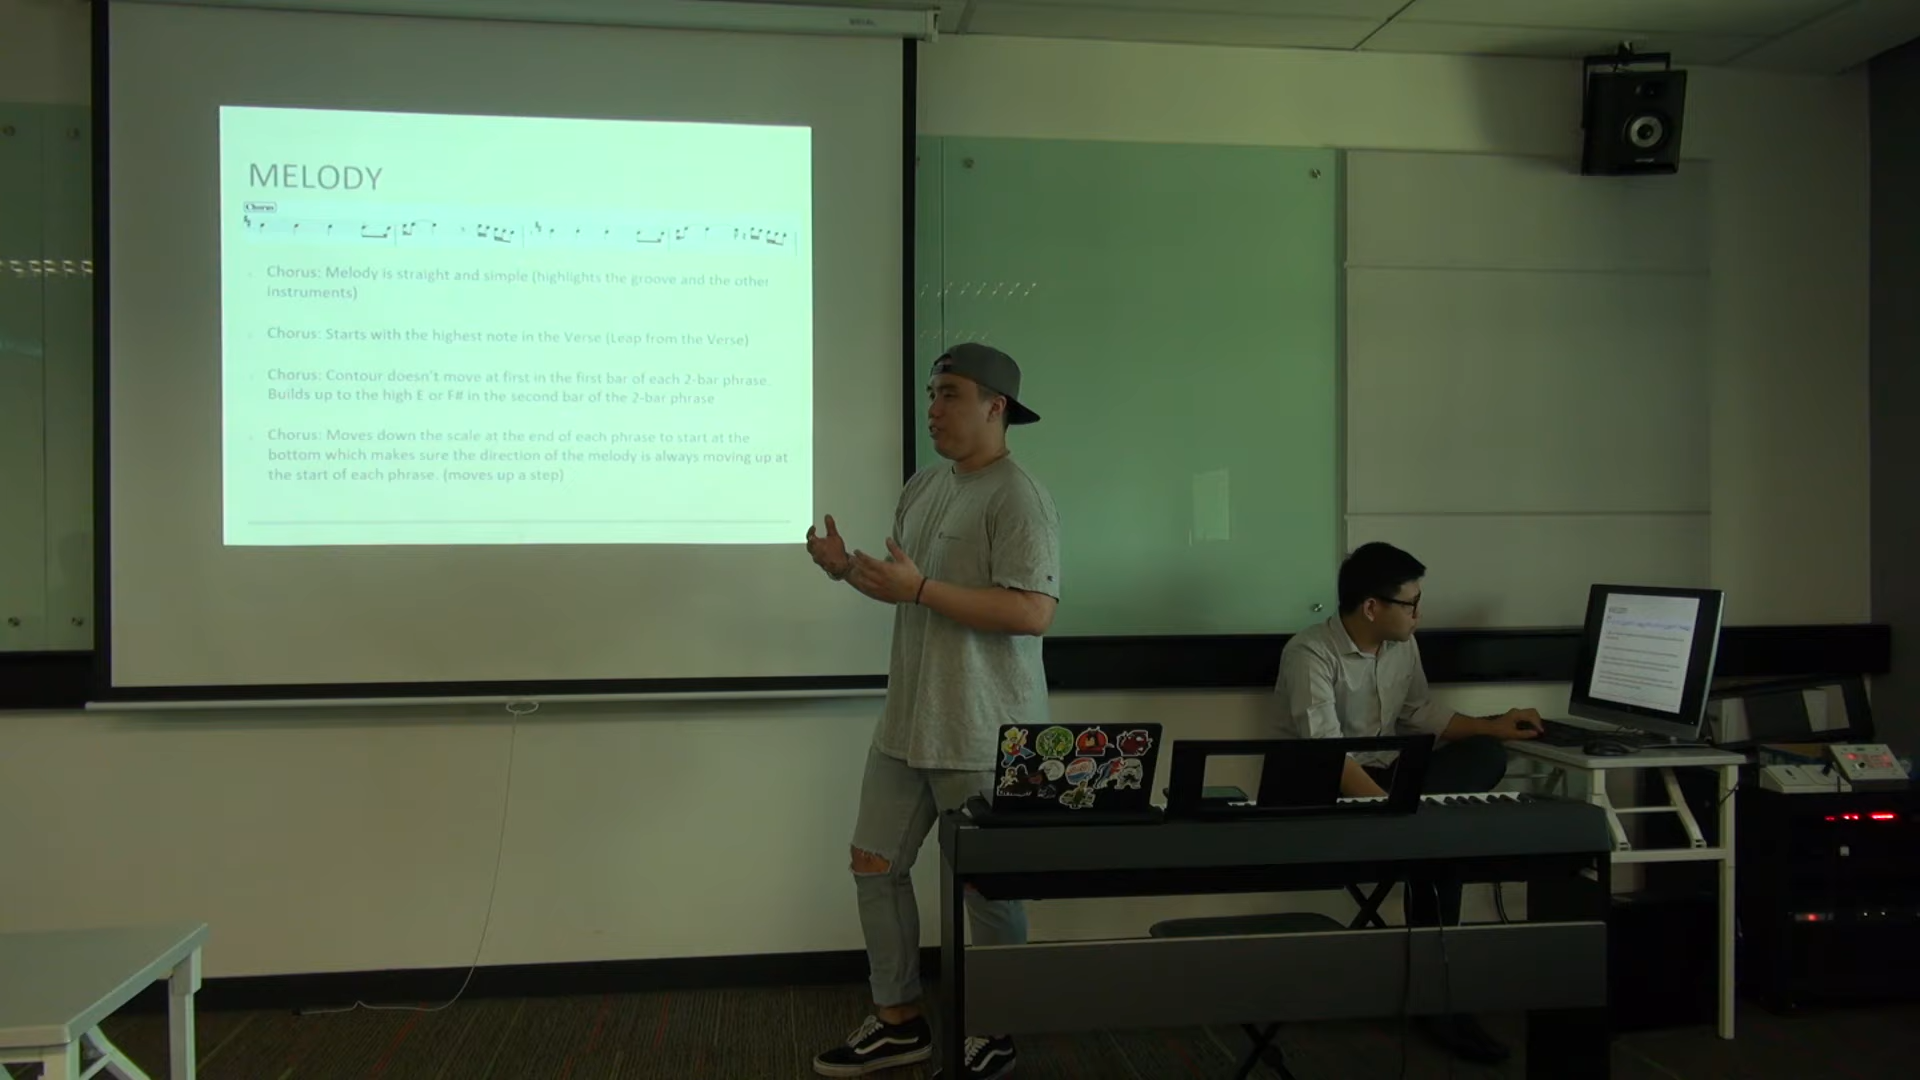 MELODY
Chorus
Chorus: Melody is straight and simple (highlights the groove and the other
instruments)
Chorus: Starts with the highest note in the Verse (Leap from the Verse)
Chorus: Contour doesn't move at first in the first bar of each 2-bar phrase.
Builds up to the high E or F# in the second bar of the 2-bar phrase
Chorus: Moves down the scale at the end of each phrase to start at the
bottom which makes sure the direction of the melody is always moving up at
the start of each phrase. (moves up a step)